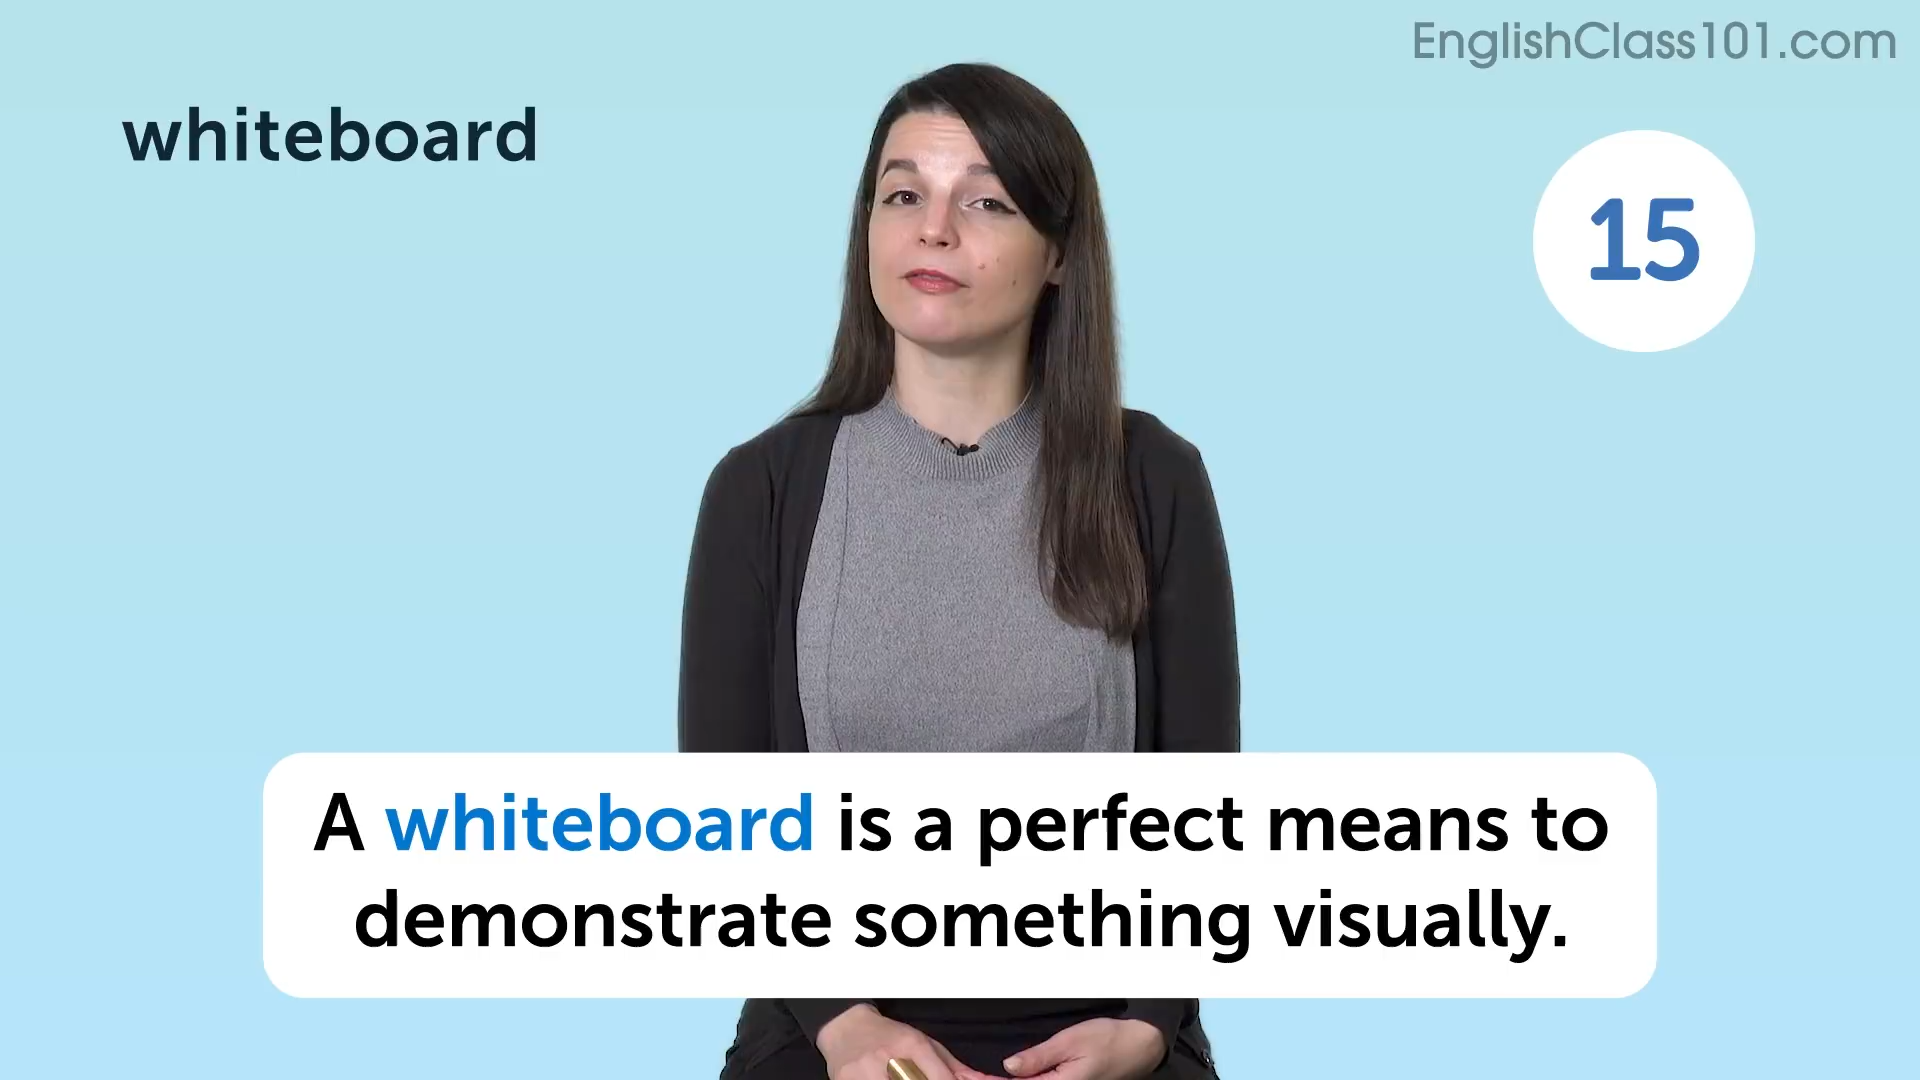 EnglishClass101.com
whiteboard
15
A whiteboard is a perfect means to
demonstrate something visually.